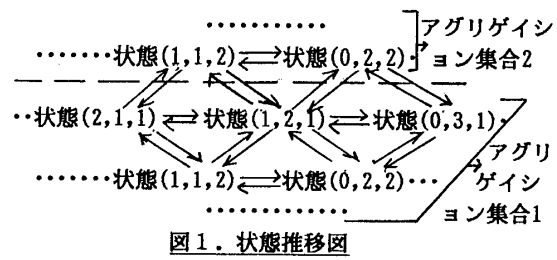 アグリゲイシ
状態(1,1,2) 状態(0,2,2) ョン集合2
状態(2,1,1) 状態(1,2,1) 状態(0,3,1)
アグリ
状態(1,1,2) 状態(0,2,2) ゲイシ
ョン集合1
図1.状態推移図